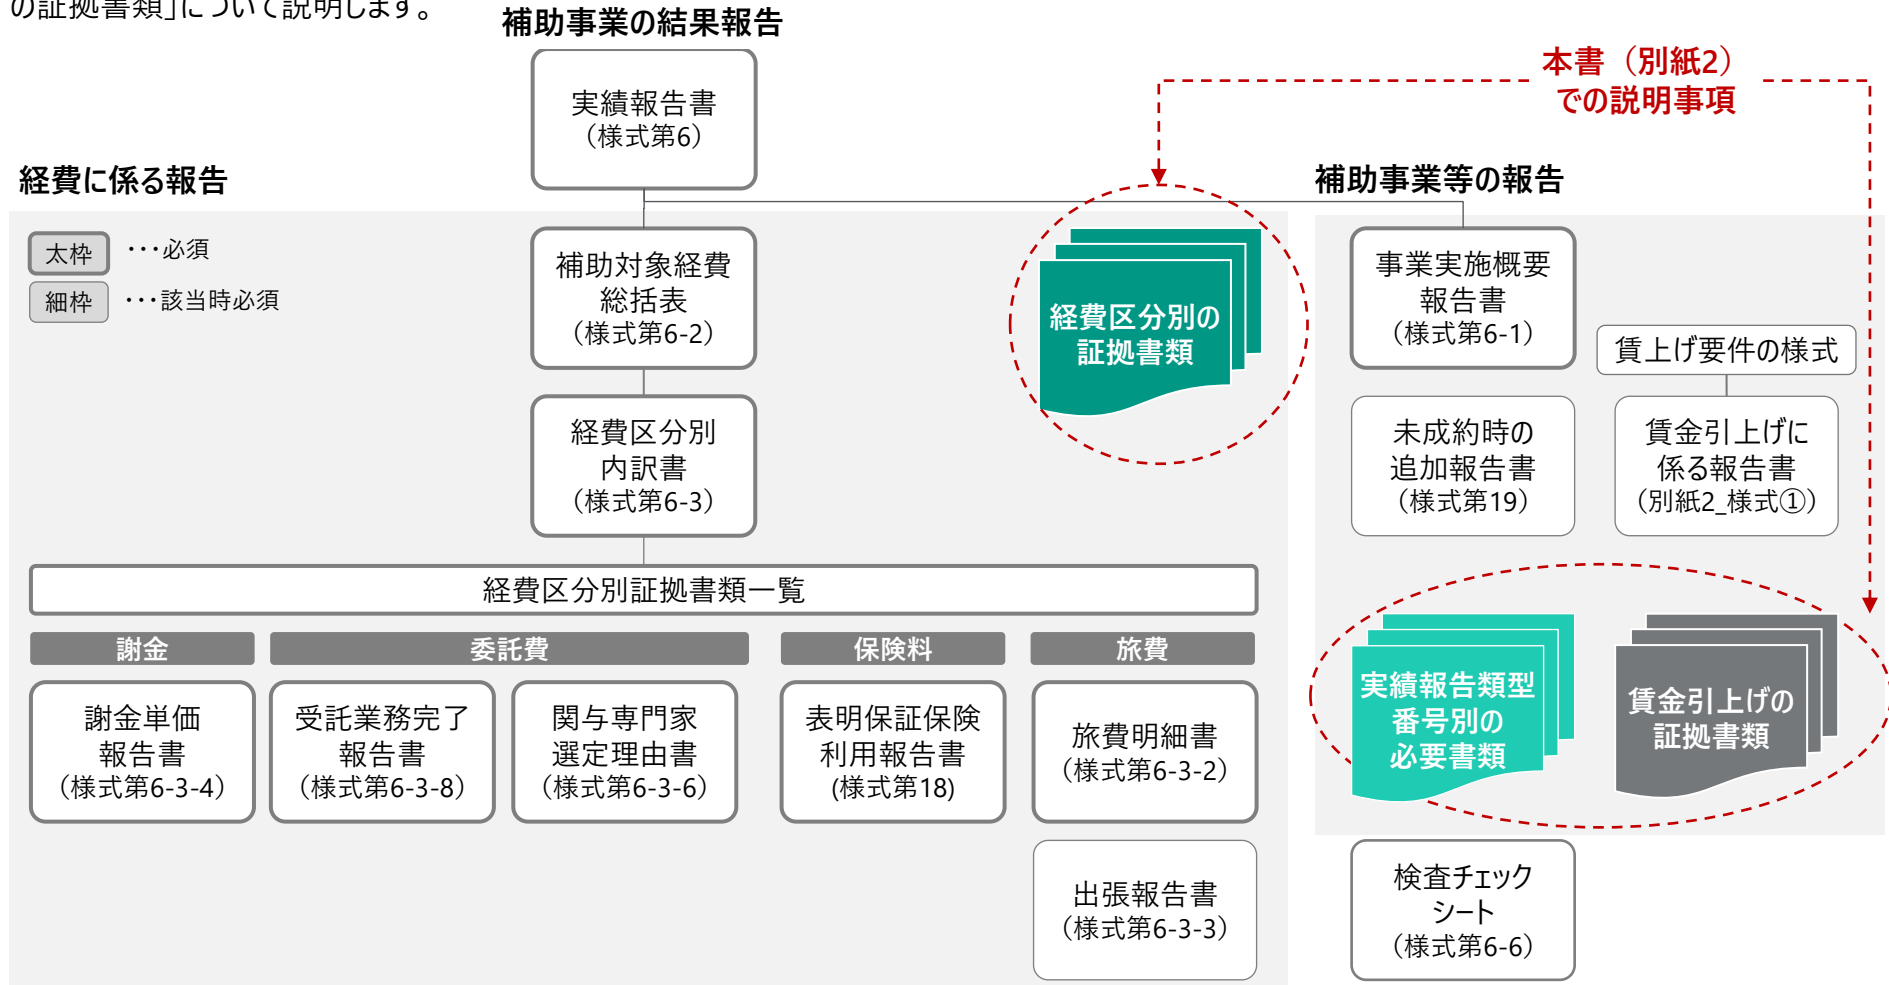 の証拠書類」について説明します。
補助事業の結果報告
実績報告書
（様式第6）
本書（別紙2）
での説明事項
経費に係る報告
補助事業等の報告
太枠
･･･必須
細枠
･･･該当時必須
補助対象経費
総括表
（様式第6-2）
経費区分別の
証拠書類
事業実施概要
報告書
（様式第6-1）
賃上げ要件の様式
経費区分別
内訳書
（様式第6-3）
未成約時の
追加報告書
（様式第19）
賃金引上げに
係る報告書
（別紙2_様式①）
経費区分別証拠書類一覧
謝金
委託費
保険料
旅費
謝金単価
報告書
（様式第6-3-4）
受託業務完了
報告書
（様式第6-3-8）
関与専門家
選定理由書
（様式第6-3-6）
表明保証保険
利用報告書
(様式第18)
旅費明細書
（様式第6-3-2）
実績報告類型
番号別の
必要書類
賃金引上げの
証拠書類
出張報告書
（様式第6-3-3）
検査チェック
シート
（様式第6-6）